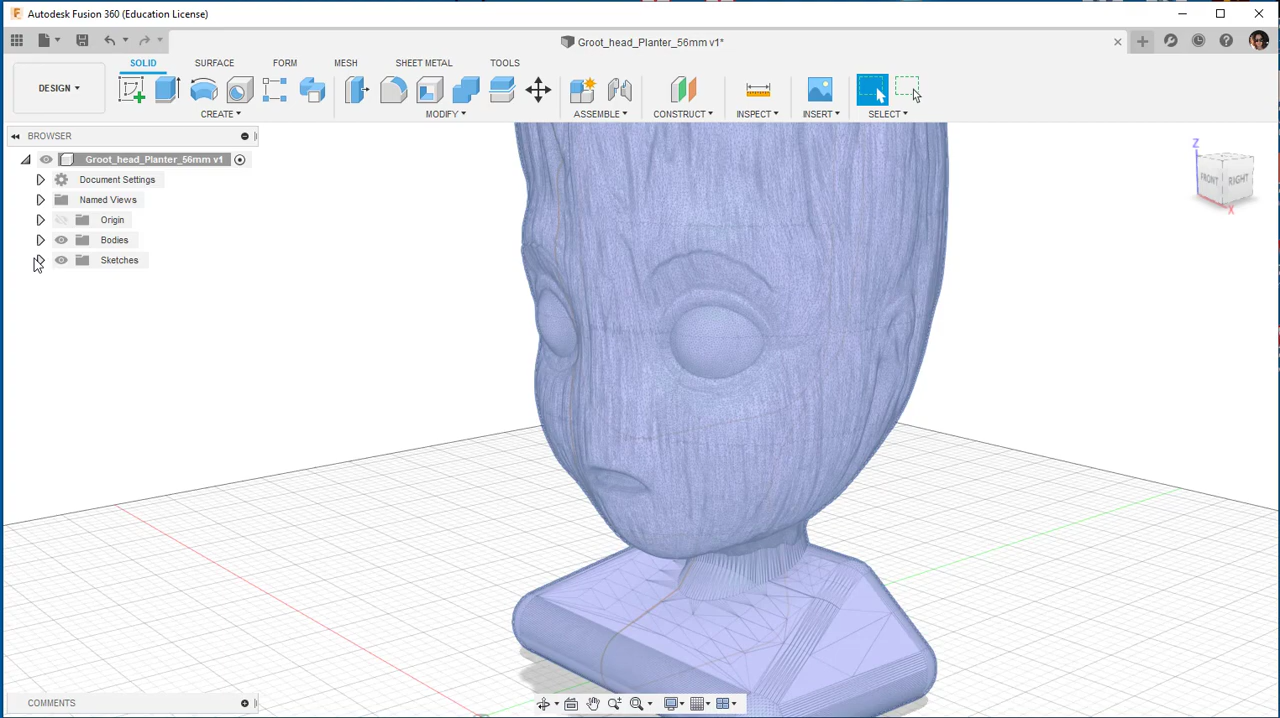 Autodesk Fusion 360 (Education License)
Groot_head_Planter_56mm v1*
DESIGN
SOLID
SURFACE
FORM
MESH
SHEET METAL
TOOLS
CREATE
MODIFY
ASSEMBLE
CONSTRUCT
INSPECT
INSERT
SELECT
BROWSER
Groot_head_Planter_56mm v1
Document Settings
Named Views
Origin
Bodies
Sketches
Z
FRONT
RIGHT
X
COMMENTS